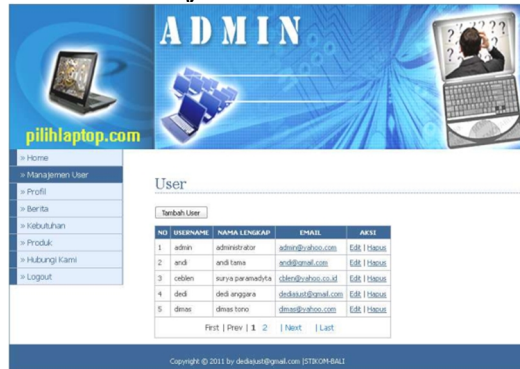 ADMIN
pilihlaptop.com
» Home
» Manajemen User
» Profil
» Berita
» Kebutuhan
» Produk
» Hubungi Kami
» Logout
User
Tambah User
NO USERNAME NAMA LENGKAP EMAIL AKSI
1 admin administrator admin@yahoo.com Edit | Hapus
2 andi andi tama andi@gmail.com Edit | Hapus
3 ceblen surya paramadyta cblen@yahoo.co.id Edit | Hapus
4 dedi dedi anggara dediajust@gmail.com Edit | Hapus
5 dimas dimas tono dimas@yahoo.com Edit | Hapus
First | Prev | 1 2 | Next | Last
Copyright © 2011 by dediajust@gmail.com |STIKOM-BALI